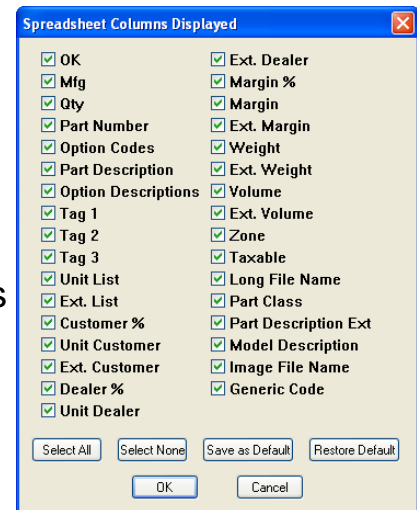 Spreadsheet Columns Displayed
OK
Mfg
Qty
Part Number
Option Codes
Part Description
Option Descriptions
Tag 1
Tag 2
Tag 3
Unit List
Ext. List
Customer %
Unit Customer
Ext. Customer
Dealer %
Unit Dealer
Ext. Dealer
Margin %
Margin
Ext. Margin
Weight
Ext. Weight
Volume
Ext. Volume
Zone
Taxable
Long File Name
Part Class
Part Description Ext
Model Description
Image File Name
Generic Code
s
Select All Select None Save as Default Restore Default
OK Cancel